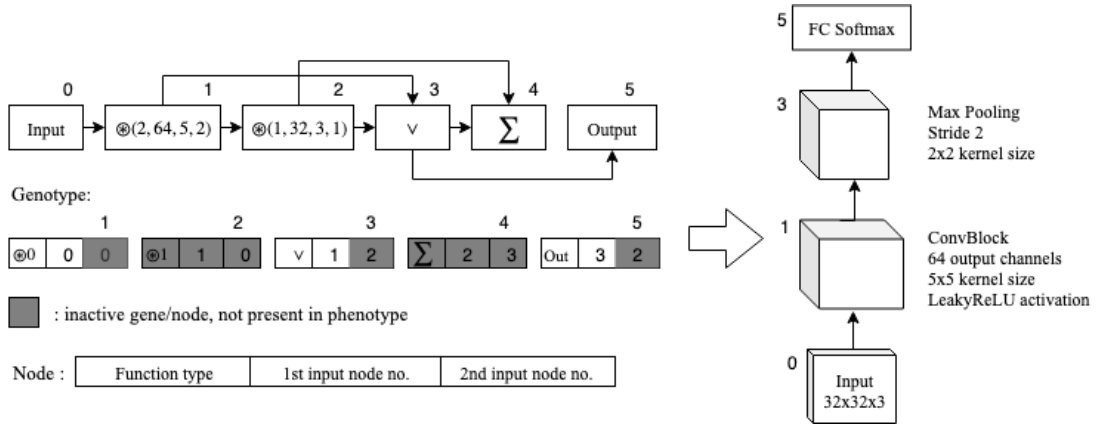 0 1 2 3 4 5
Input ⊛(2, 64, 5, 2) ⊛(1, 32, 3, 1) ∨ ∑ Output
Genotype:
1 2 3 4 5
⊛0 0 0 ⊛1 1 0 ∨ 1 2 ∑ 2 3 Out 3 2
: inactive gene/node, not present in phenotype
Node : Function type 1st input node no. 2nd input node no.
5
FC Softmax
3
Max Pooling
Stride 2
2x2 kernel size
1
ConvBlock
64 output channels
5x5 kernel size
LeakyReLU activation
0
Input
32x32x3